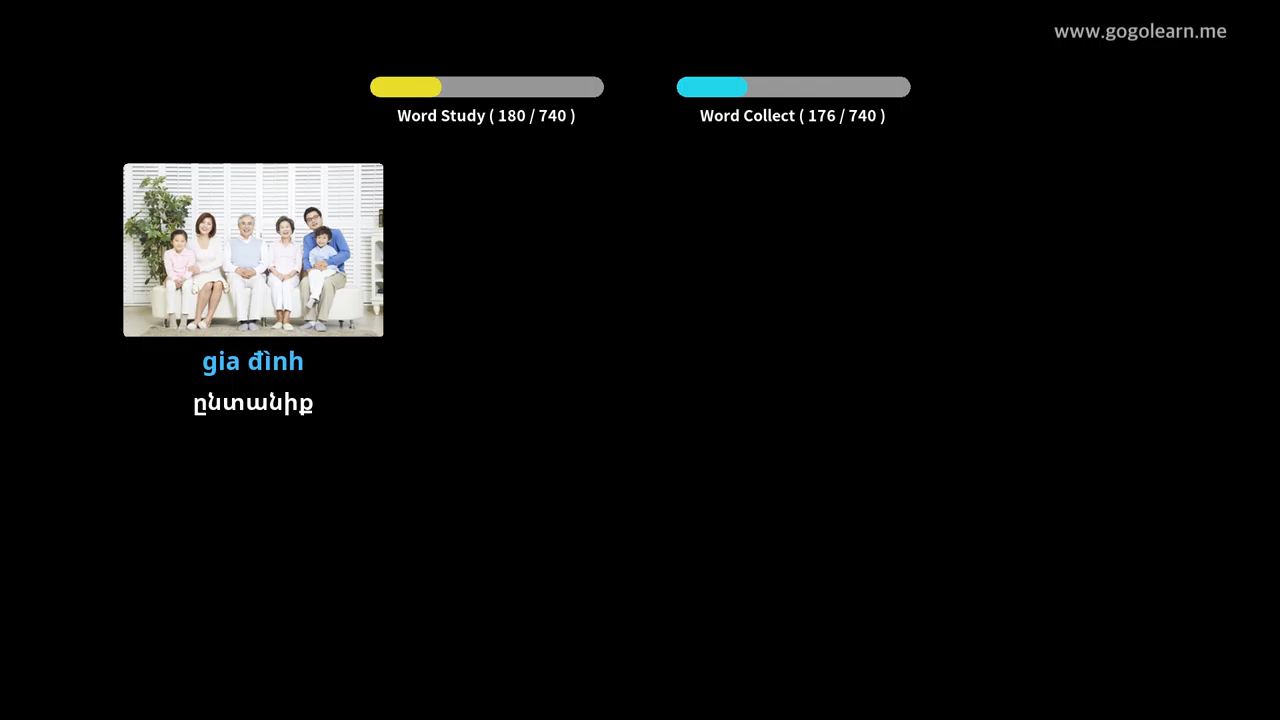 www.gogolearn.me
Word Study ( 180 / 740 )
Word Collect ( 176 / 740 )
gia đình
ընտանիք